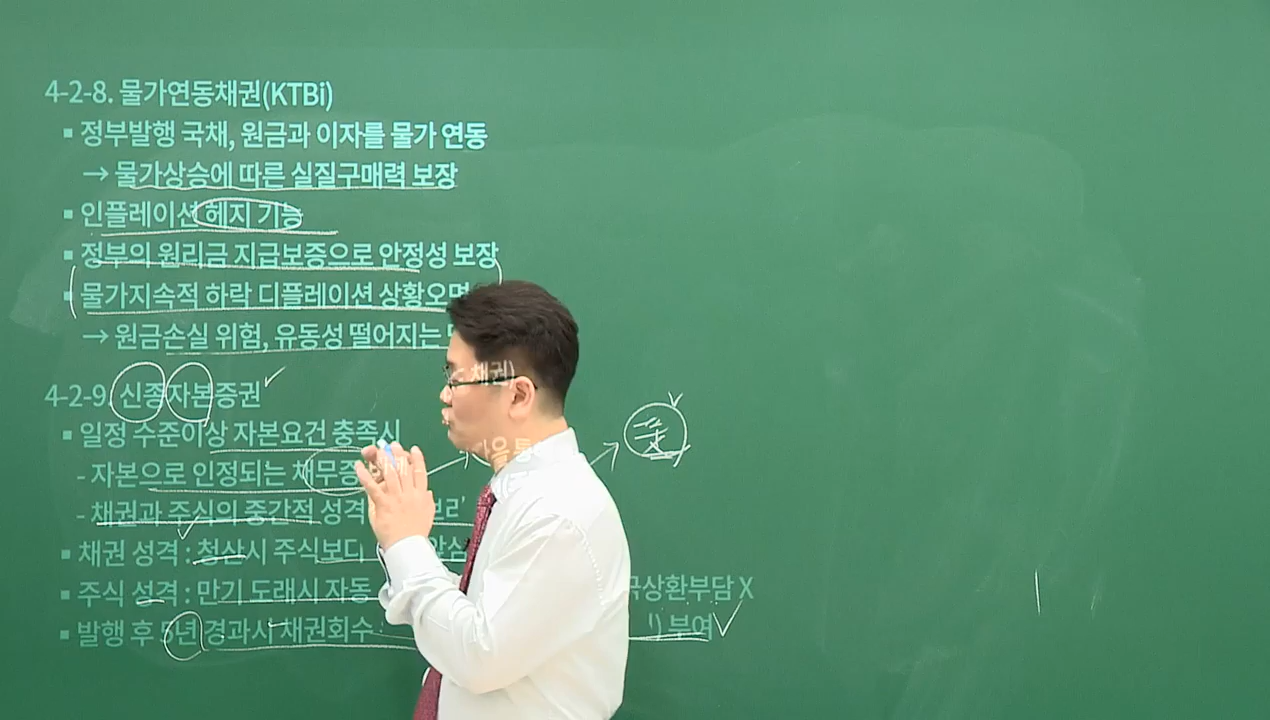 4-2-8. 물가연동채권(KTBi)
▪ 정부발행 국채, 원금과 이자를 물가 연동
→ 물가상승에 따른 실질구매력 보장
▪ 인플레이션 헤지 기능
▪ 정부의 원리금 지급보증으로 안정성 보장
▪ 물가지속적 하락 디플레이션 상황오면
→ 원금손실 위험, 유동성 떨어지는
4-2-9. 신종자본증권 채권)
▪ 일정 수준이상 자본요건 충족시
- 자본으로 인정되는
- 채권과 주식의 중간적 성격
▪ 채권 성격 : 청산시 주식보다
▪ 주식 성격 : 만기 도래시 자동 상환부담 X
▪ 발행 후 5년 경과시 채권회수 ') 부여